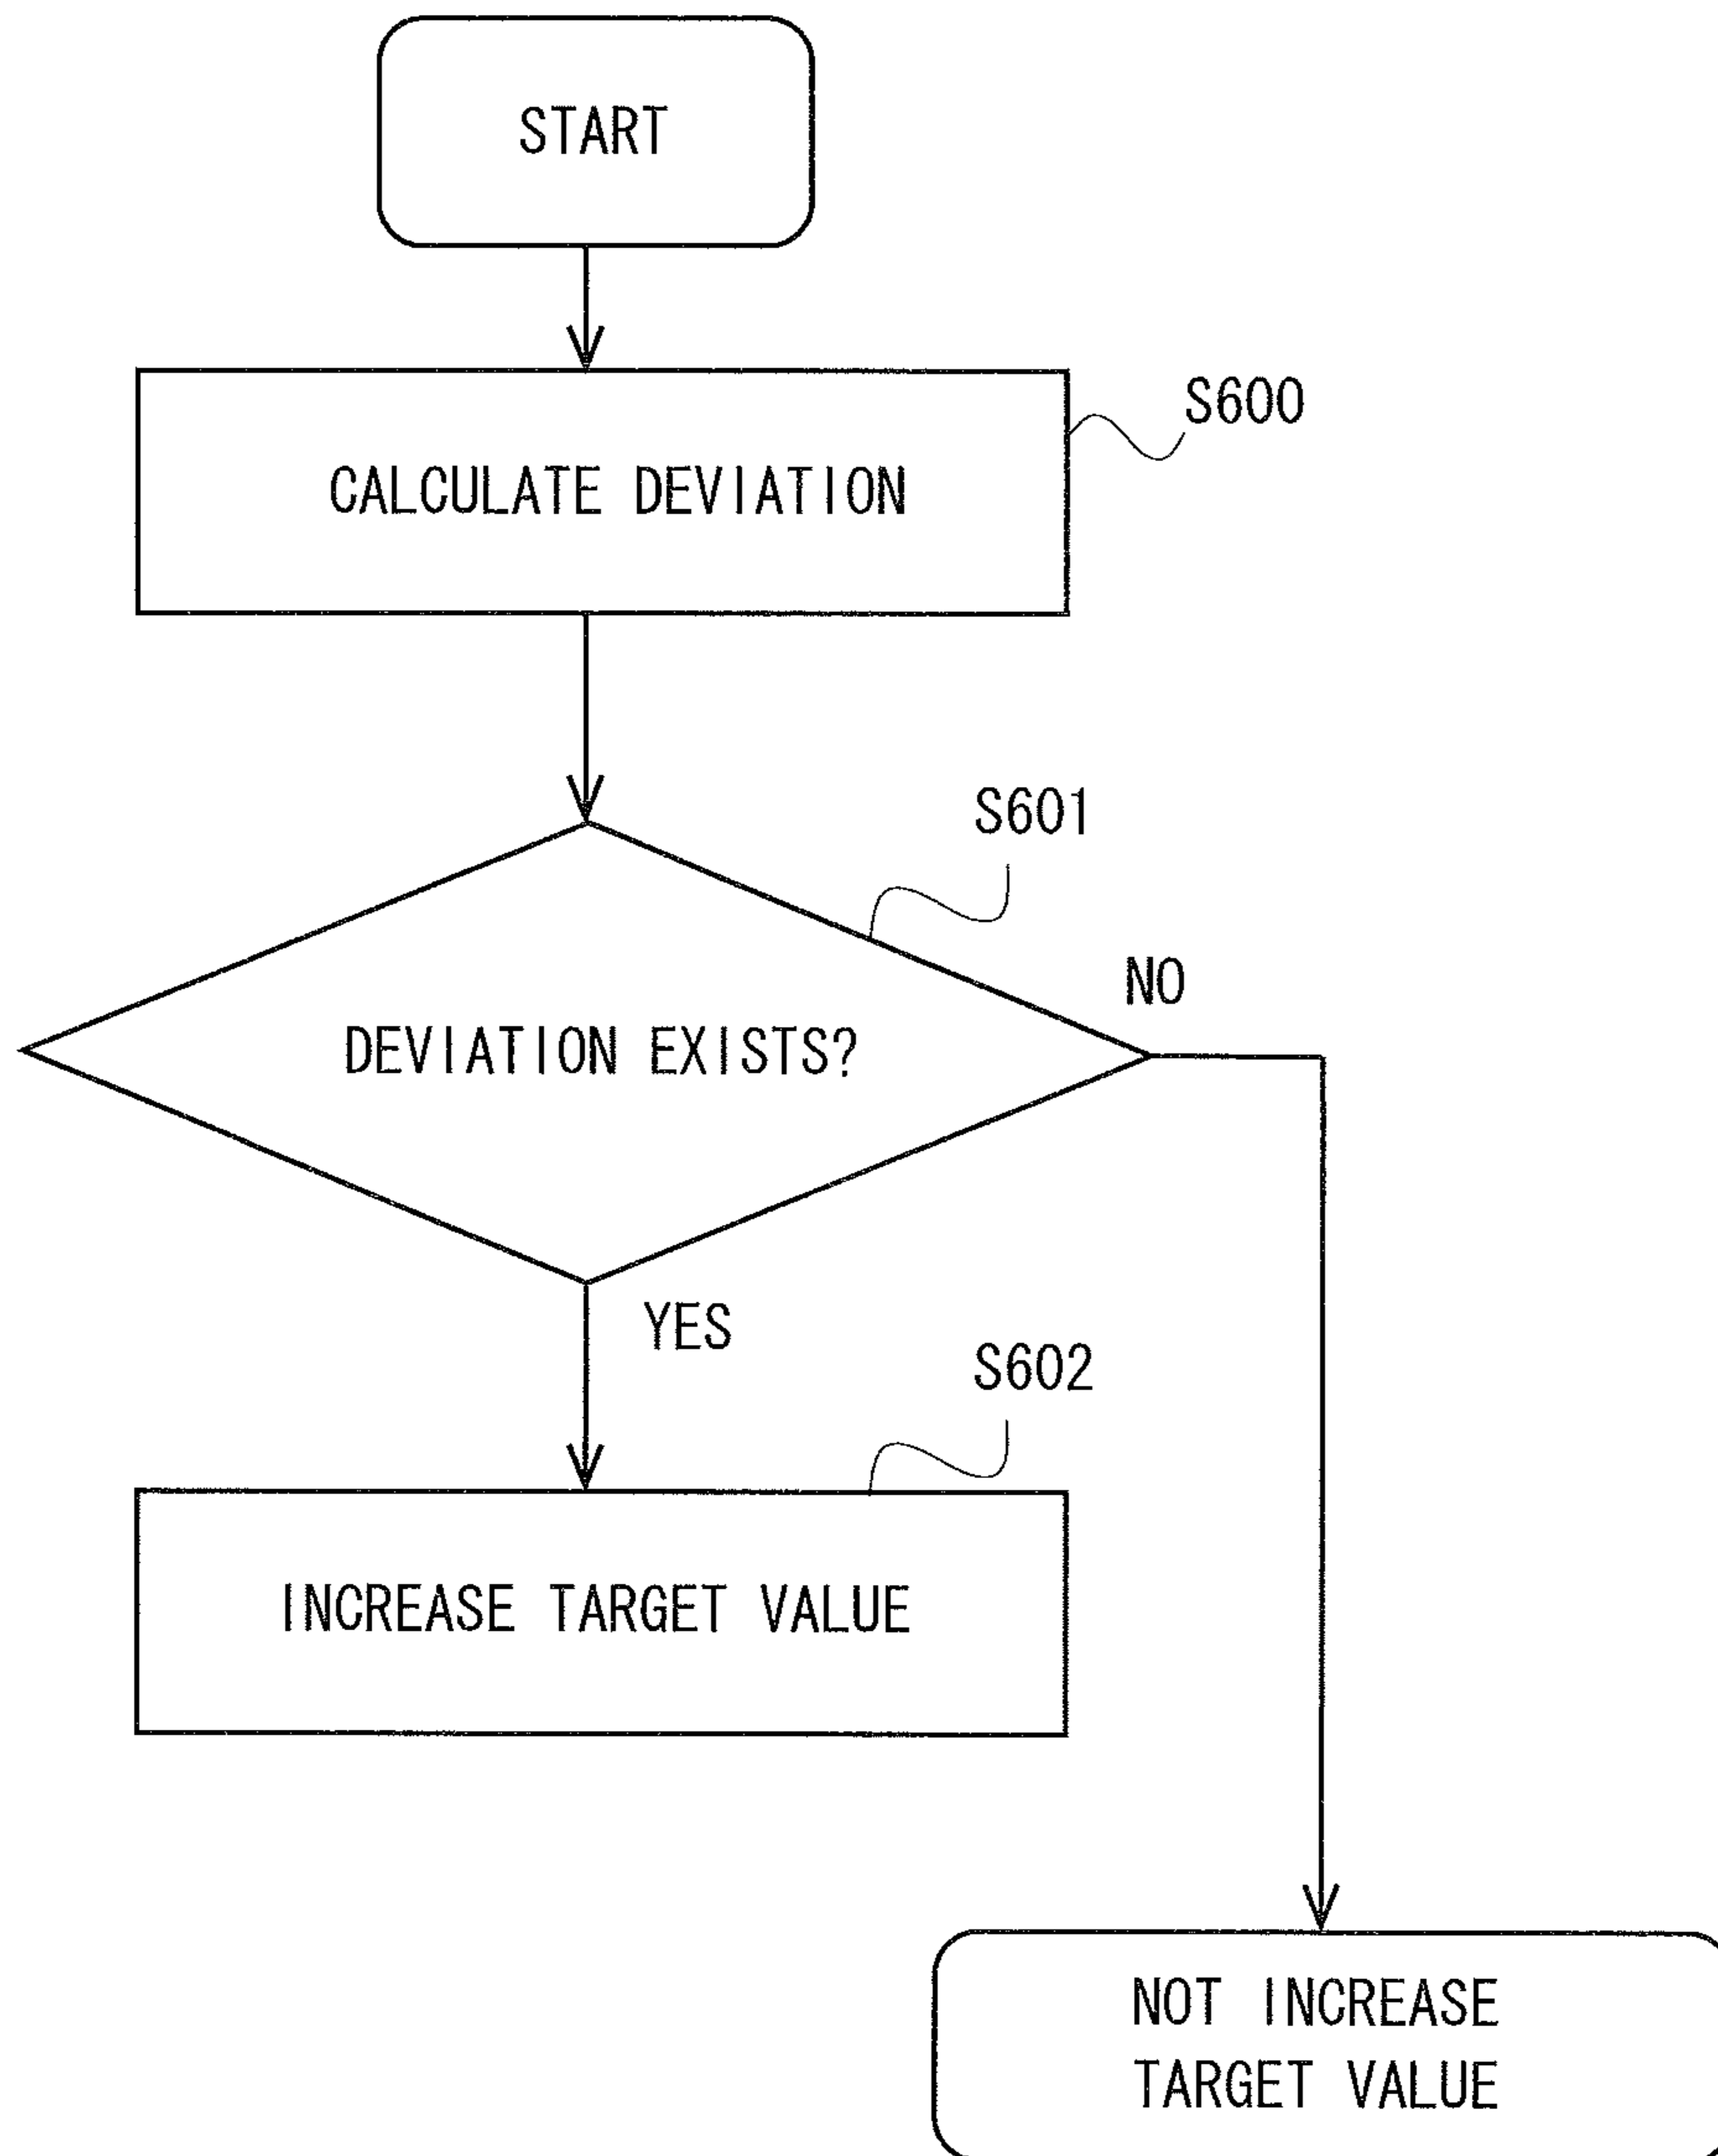 START
S600
CALCULATE DEVIATION
S601
NO
DEVIATION EXISTS?
YES
S602
INCREASE TARGET VALUE
NOT INCREASE
TARGET VALUE